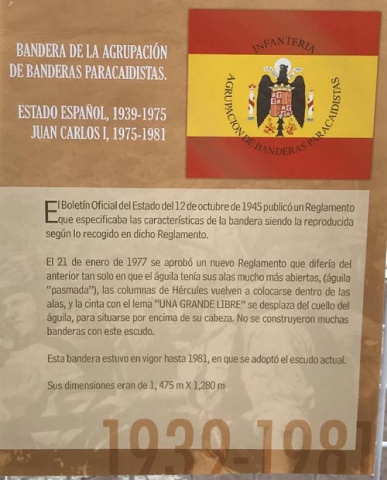 BANDERA DE LA AGRUPACIÓN
DE BANDERAS PARACAIDISTAS.
ESTADO ESPAÑOL, 1939-1975
JUAN CARLOS I, 1975-1981
INFANTERIA
AGRUPACION DE BANDERAS PARACAIDISTAS
El Boletín Oficial del Estado del 12 de octubre de 1945 publicó un Reglamento
que especificaba las características de la bandera siendo la reproducida
según lo recogido en dicho Reglamento.
El 21 de enero de 1977 se aprobó un nuevo Reglamento que difería del
anterior tan solo en que el águila tenía sus alas mucho más abiertas, (águila
"pasmada"), las columnas de Hércules vuelven a colocarse dentro de las
alas, y la cinta con el lema "UNA GRANDE LIBRE" se desplaza del cuello del
águila, para situarse por encima de su cabeza. No se construyeron muchas
banderas con este escudo.
Esta bandera estuvo en vigor hasta 1981, en que se adoptó el escudo actual.
Sus dimensiones eran de 1, 475 m X 1,280 m
1939-1981